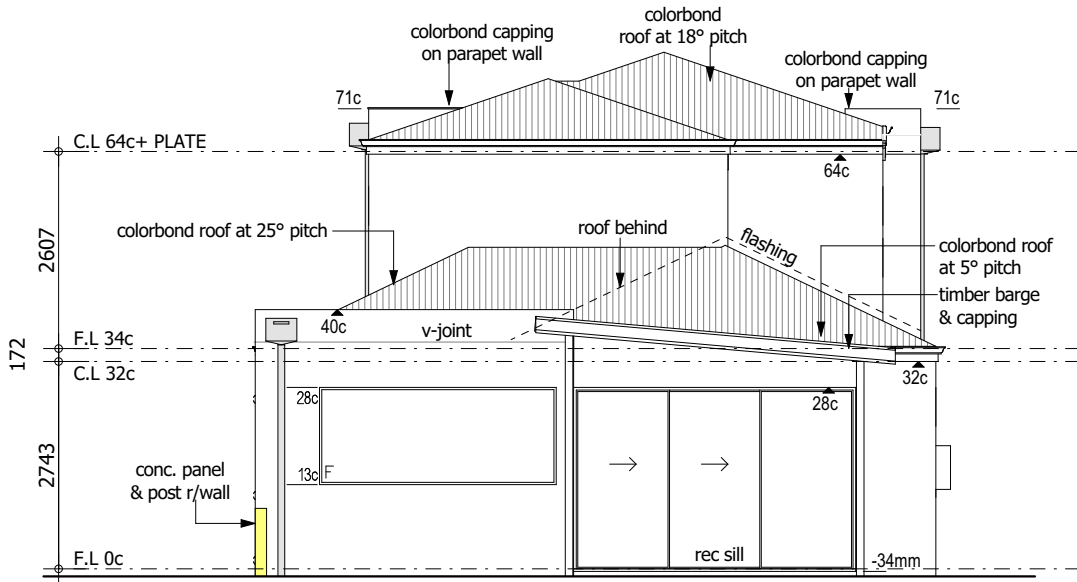 colorbond
roof at 18° pitch
colorbond capping
on parapet wall
colorbond capping
on parapet wall
71c
71c
C.L 64c+ PLATE
64c
2607
colorbond roof at 25° pitch
roof behind
flashing
colorbond roof
at 5° pitch
timber barge
& capping
40c
v-joint
F.L 34c
172
C.L 32c
32c
28c
28c
2743
13c
F
conc. panel
& post r/wall
rec sill
F.L 0c
-34mm